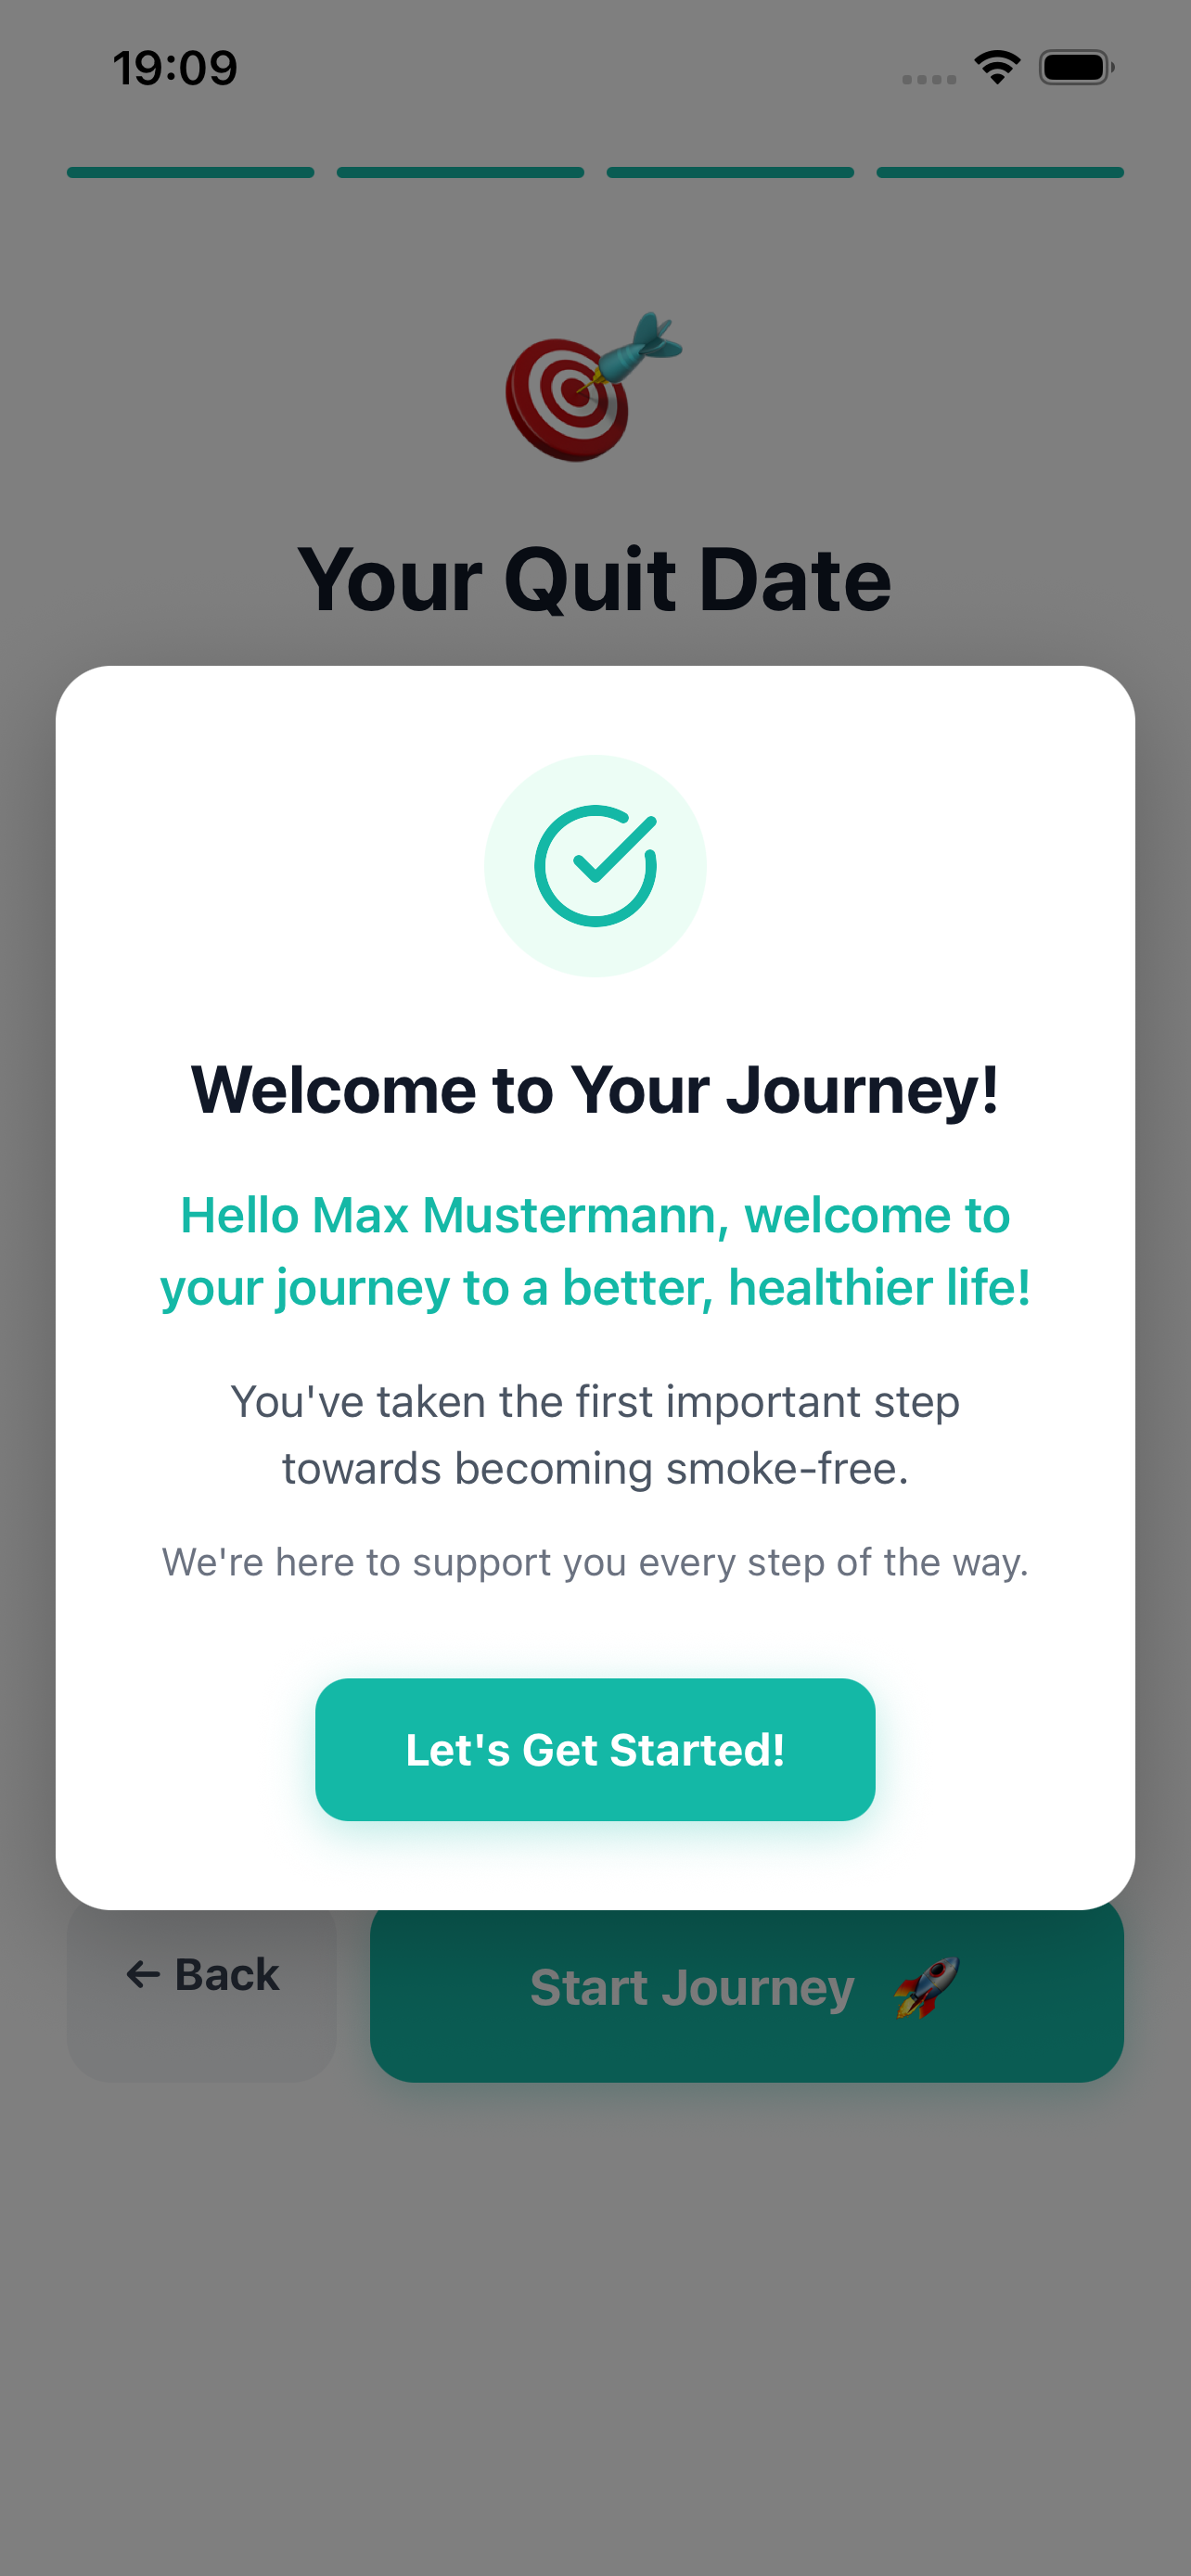 19:09
Your Quit Date
Welcome to Your Journey!
Hello Max Mustermann, welcome to
your journey to a better, healthier life!
You've taken the first important step
towards becoming smoke-free.
We're here to support you every step of the way.
Let's Get Started!
← Back
Start Journey 🚀